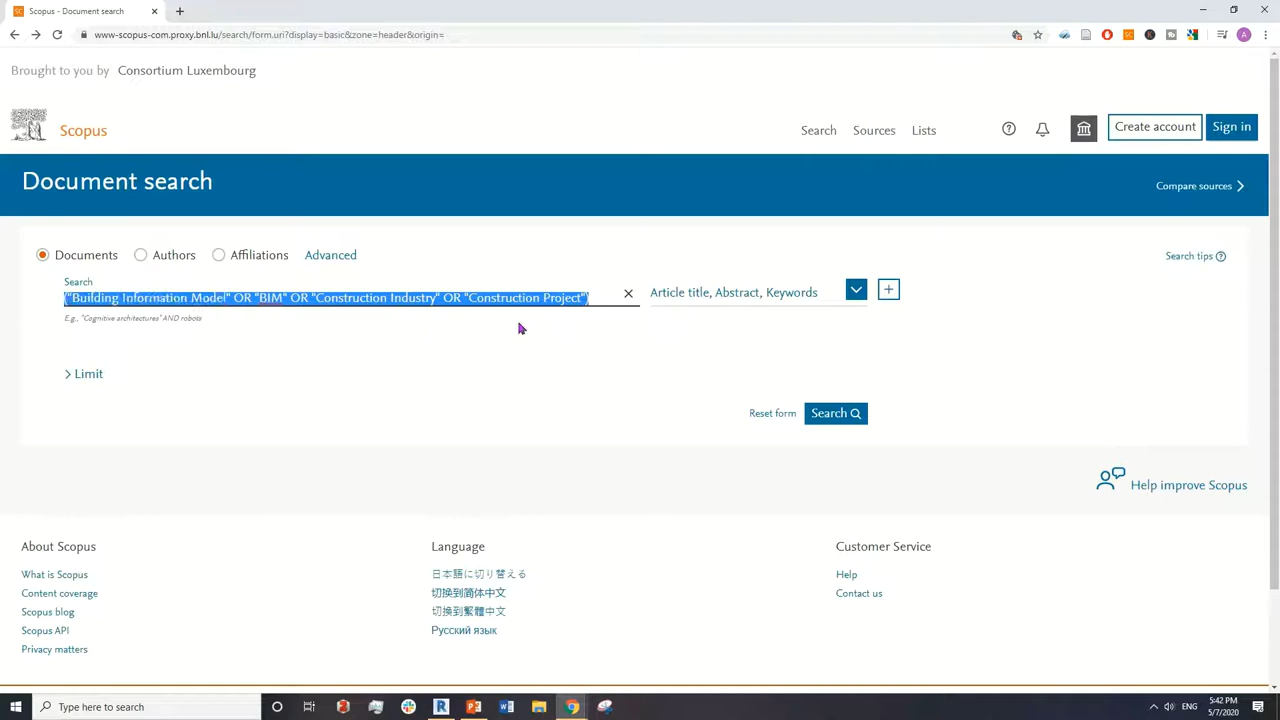 Scopus - Document search
www-scopus-com.proxy.bnl.lu/search/form.uri?display=basic&zone=header&origin=
Brought to you by Consortium Luxembourg
Scopus
Search
Sources
Lists
Create account
Sign in
Document search
Compare sources
Documents
Authors
Affiliations
Advanced
Search tips
Search
("Building Information Model" OR "BIM" OR "Construction Industry" OR "Construction Project")
Article title, Abstract, Keywords
E.g., "Cognitive architectures" AND robots
Limit
Reset form
Search
Help improve Scopus
About Scopus
Language
Customer Service
What is Scopus
日本語に切り替える
Help
Content coverage
切换到简体中文
Contact us
Scopus blog
切換到繁體中文
Scopus API
Русский язык
Privacy matters
Type here to search
ENG
5:42 PM
5/7/2020